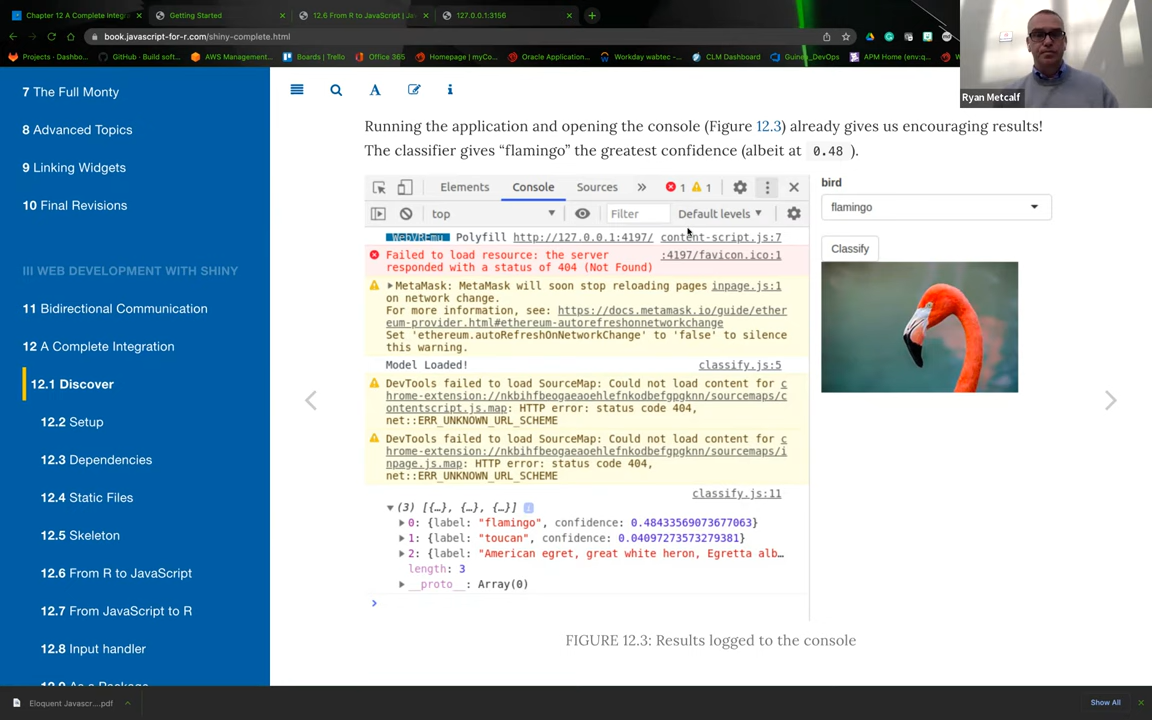 Chapter 12 A Complete Integr
Getting Started
12.6 From R to JavaScript | Ja
127.0.0.1:3156
book.javascript-for-r.com/shiny-complete.html
Projects · Dashbo...
GitHub · Build soft...
AWS Management...
Boards | Trello
Office 365
Homepage | myCo...
Oracle Application...
Workday wabtec -...
CLM Dashboard
Guinea_DevOps
APM Home (env:q...
Ryan Metcalf
7 The Full Monty
8 Advanced Topics
9 Linking Widgets
10 Final Revisions
III WEB DEVELOPMENT WITH SHINY
11 Bidirectional Communication
12 A Complete Integration
12.1 Discover
12.2 Setup
12.3 Dependencies
12.4 Static Files
12.5 Skeleton
12.6 From R to JavaScript
12.7 From JavaScript to R
12.8 Input handler
Running the application and opening the console (Figure 12.3) already gives us encouraging results!
The classifier gives “flamingo” the greatest confidence (albeit at 0.48 ).
Elements Console Sources » 1 1
top Filter Default levels
WebVREmu Polyfill http://127.0.0.1:4197/ content-script.js:7
Failed to load resource: the server :4197/favicon.ico:1
responded with a status of 404 (Not Found)
MetaMask: MetaMask will soon stop reloading pages inpage.js:1
on network change.
For more information, see: https://docs.metamask.io/guide/ether
eum-provider.html#ethereum-autorefreshonnetworkchange
Set 'ethereum.autoRefreshOnNetworkChange' to 'false' to silence
this warning.
Model Loaded! classify.js:5
DevTools failed to load SourceMap: Could not load content for c
hrome-extension://nkbihfbeogaeaoehlefnkodbefgpgknn/sourcemaps/c
ontentscript.js.map: HTTP error: status code 404,
net::ERR_UNKNOWN_URL_SCHEME
DevTools failed to load SourceMap: Could not load content for c
hrome-extension://nkbihfbeogaeaoehlefnkodbefgpgknn/sourcemaps/i
npage.js.map: HTTP error: status code 404,
net::ERR_UNKNOWN_URL_SCHEME
classify.js:11
(3) [{…}, {…}, {…}]
0: {label: "flamingo", confidence: 0.48433569073677063}
1: {label: "toucan", confidence: 0.04097273573279381}
2: {label: "American egret, great white heron, Egretta alb…
length: 3
__proto__: Array(0)
bird
flamingo
Classify
FIGURE 12.3: Results logged to the console
Eloquent Javascr....pdf
Show All